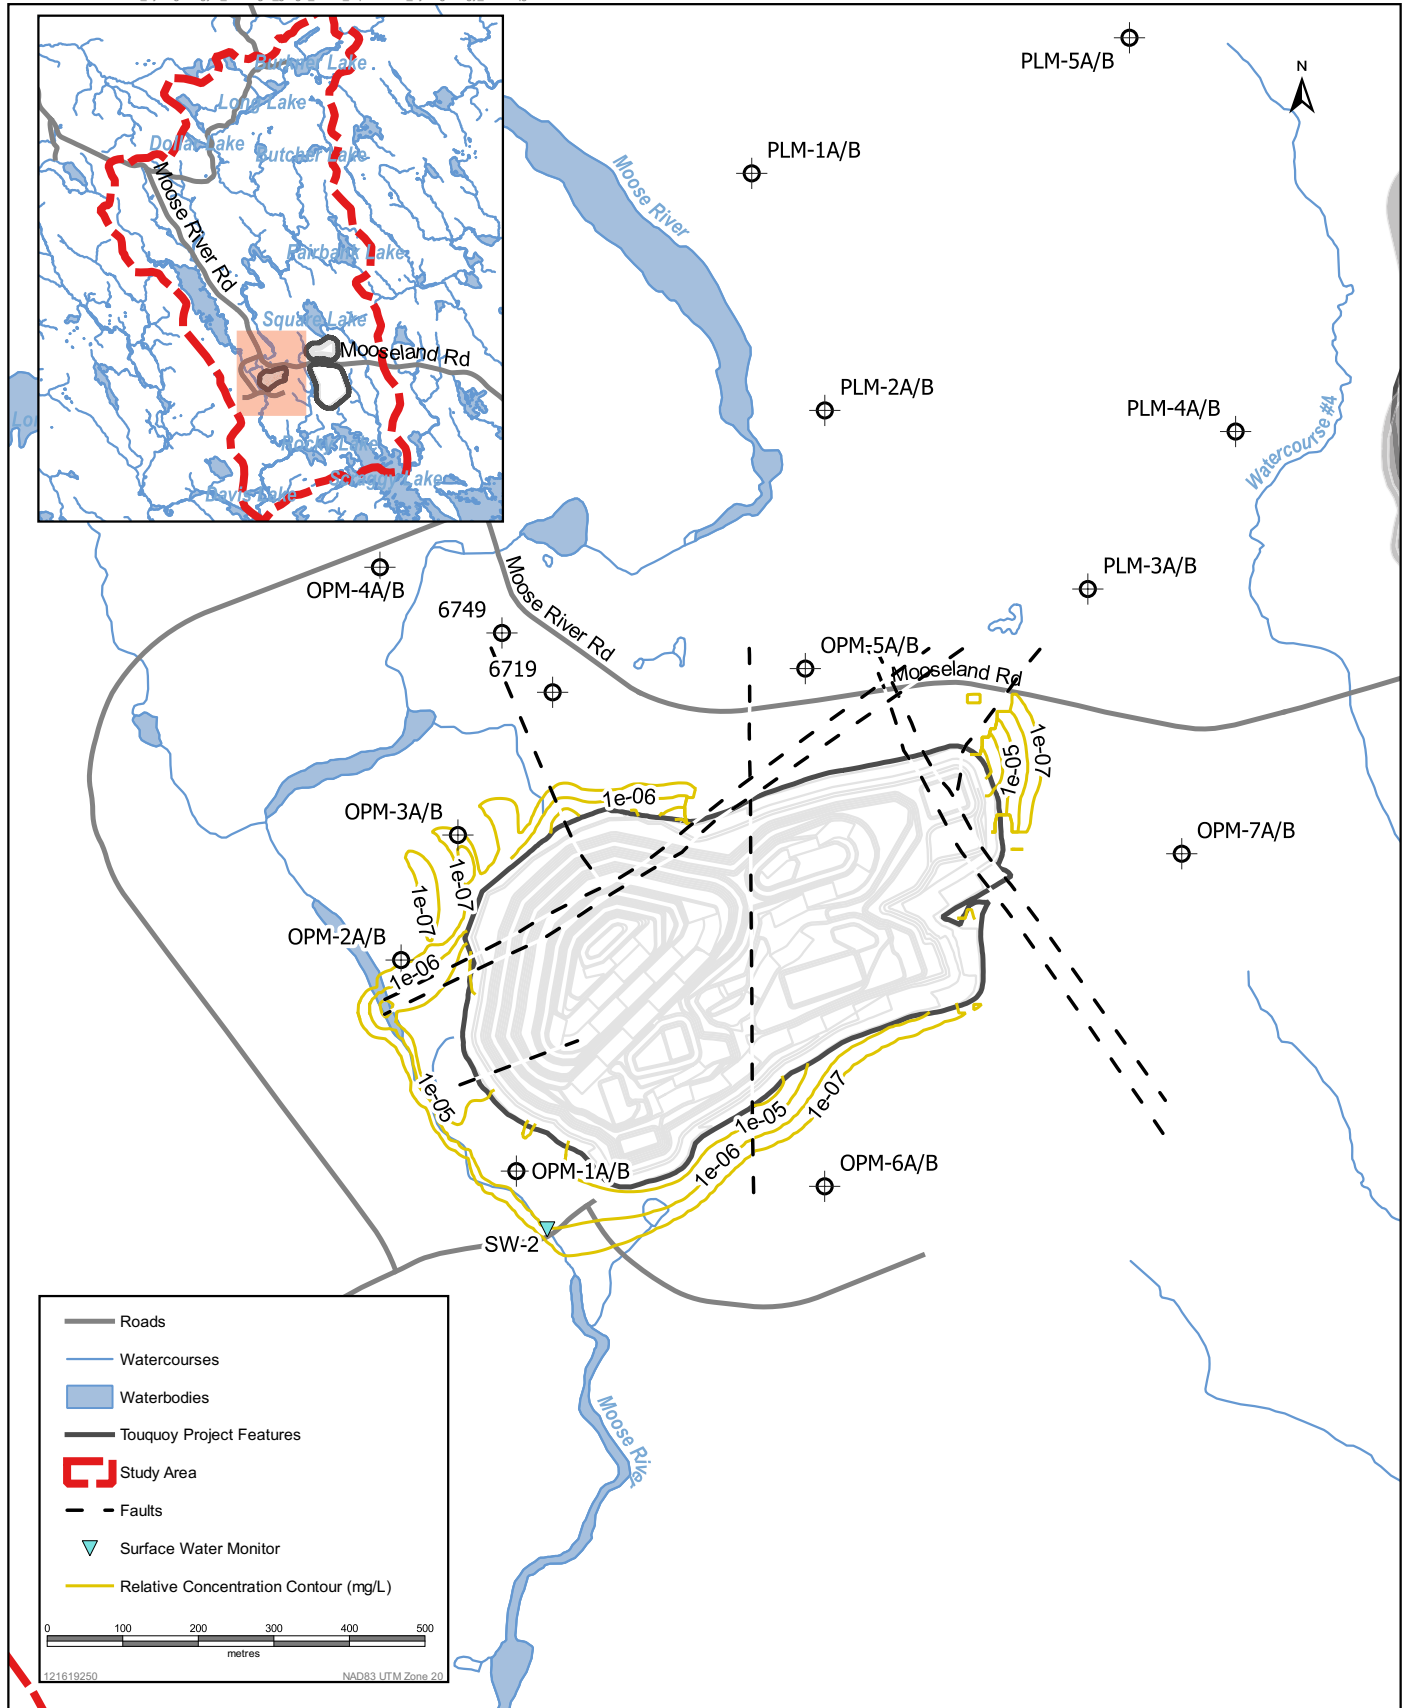 PLM-5A/B
N
Burkner Lake
Long Lake
Dollar Lake
Butcher Lake
Moose River Rd
Fairbank Lake
Square Lake
Mooseland Rd
Rocky Lake
Scraggy Lake
Davis Lake
Moose River
PLM-1A/B
PLM-2A/B
PLM-4A/B
Watercourse #4
OPM-4A/B
6749
6719
Moose River Rd
PLM-3A/B
OPM-5A/B
Mooseland Rd
1e-05
1e-07
1e-06
OPM-3A/B
1e-07
1e-07
OPM-7A/B
OPM-2A/B
1e-06
1e-05
1e-05
1e-07
1e-06
OPM-1A/B
OPM-6A/B
SW-2
Moose River
Roads
Watercourses
Waterbodies
Touquoy Project Features
Study Area
Faults
Surface Water Monitor
Relative Concentration Contour (mg/L)
0 100 200 300 400 500
metres
121619250
NAD83 UTM Zone 20